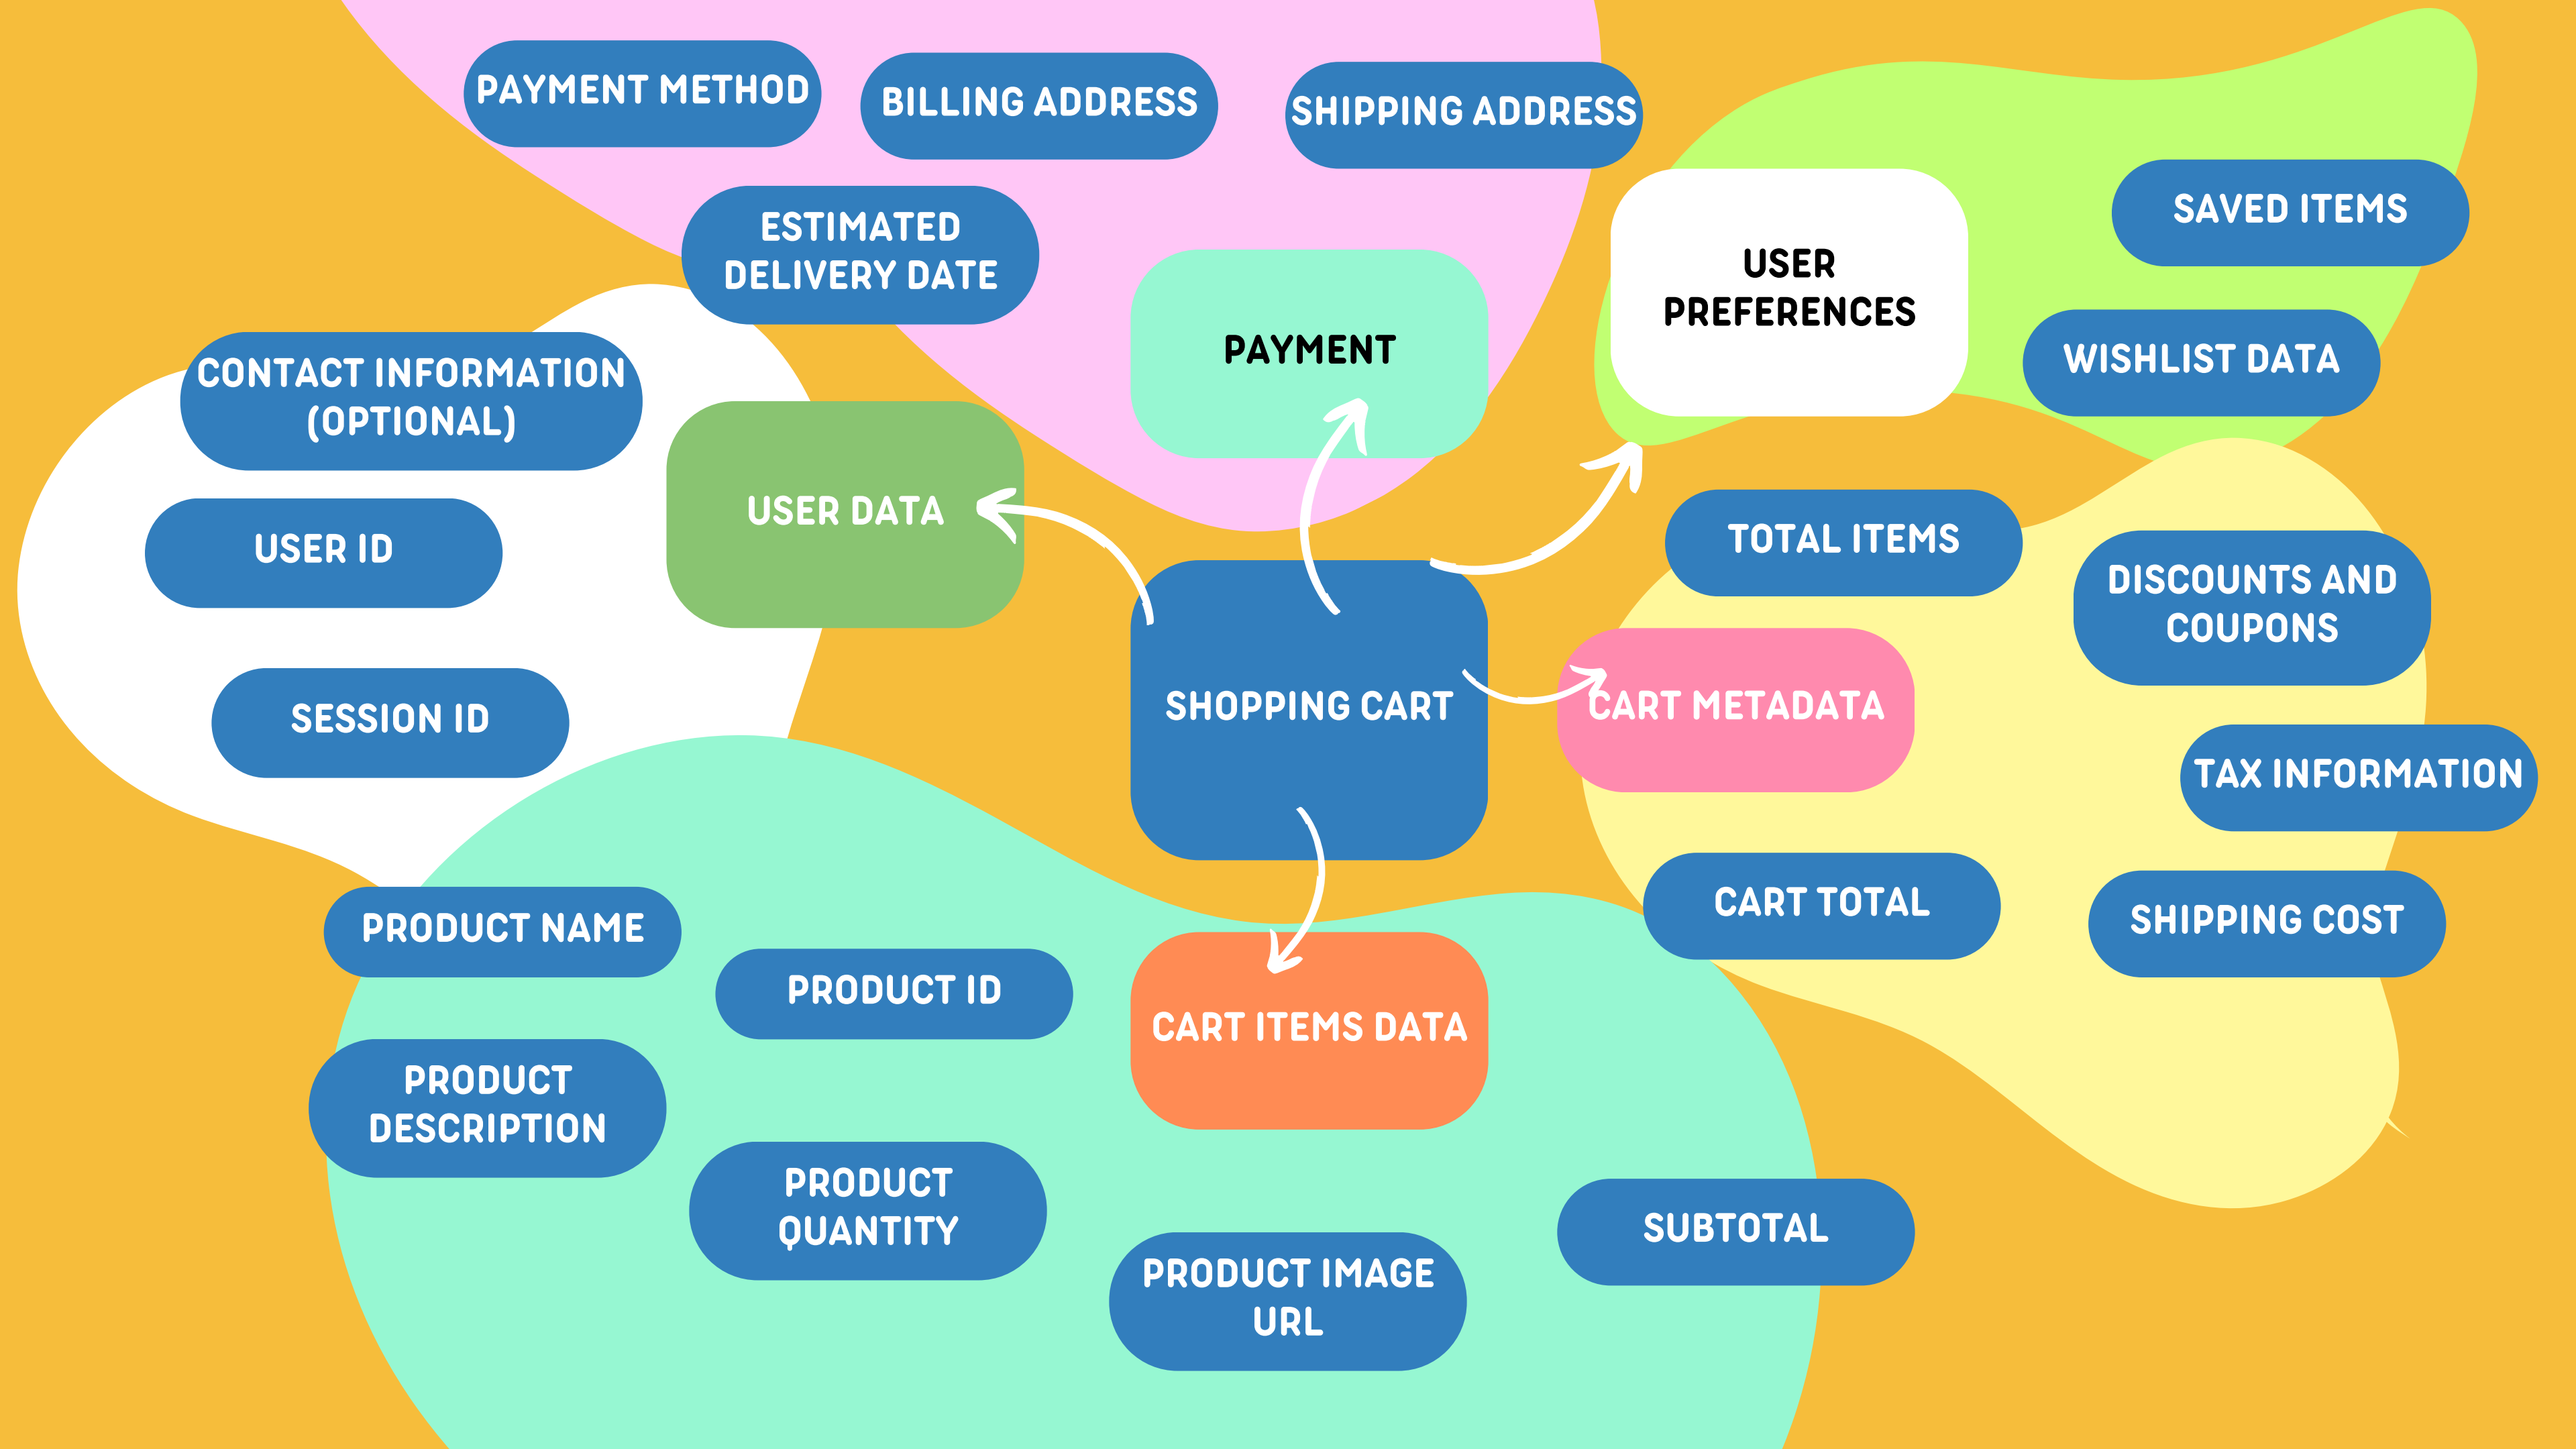 PAYMENT METHOD
BILLING ADDRESS
SHIPPING ADDRESS
ESTIMATED
DELIVERY DATE
PAYMENT
USER
PREFERENCES
SAVED ITEMS
WISHLIST DATA
CONTACT INFORMATION
(OPTIONAL)
USER ID
SESSION ID
USER DATA
SHOPPING CART
TOTAL ITEMS
DISCOUNTS AND
COUPONS
CART METADATA
TAX INFORMATION
CART TOTAL
SHIPPING COST
PRODUCT NAME
PRODUCT ID
CART ITEMS DATA
PRODUCT
DESCRIPTION
PRODUCT
QUANTITY
PRODUCT IMAGE
URL
SUBTOTAL